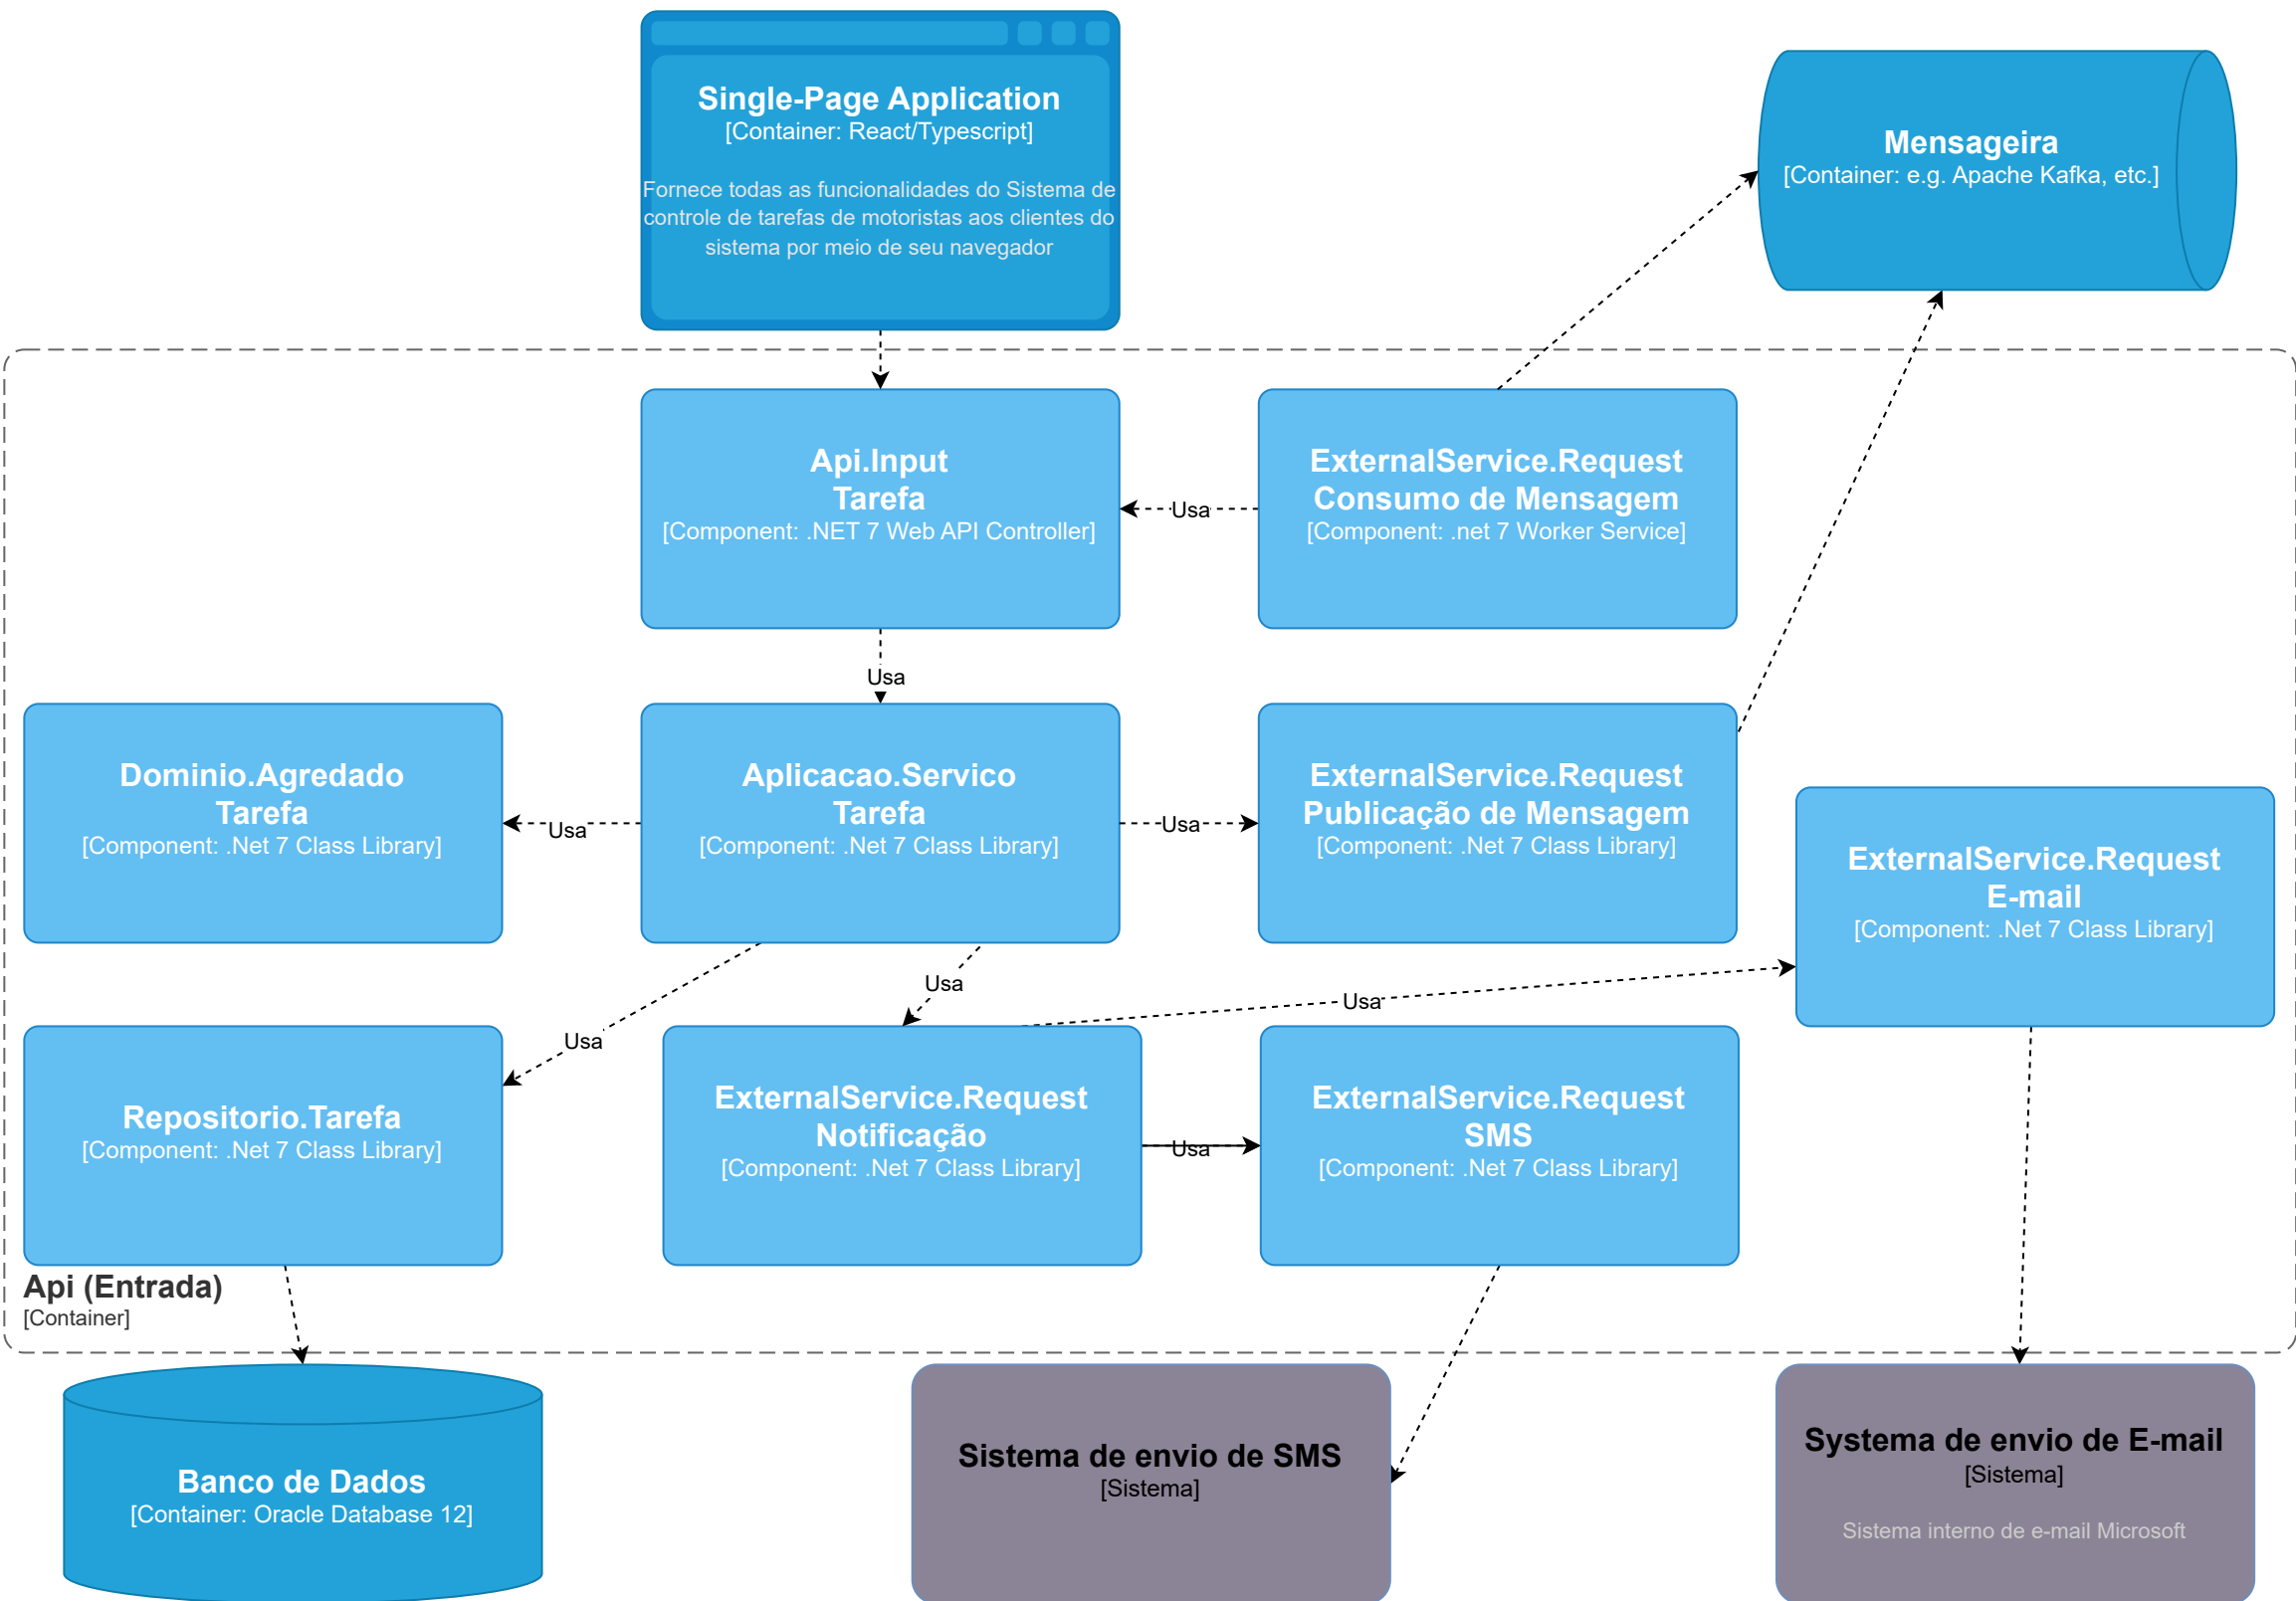 Single-Page Application
[Container: React/Typescript]
Fornece todas as funcionalidades do Sistema de
controle de tarefas de motoristas aos clientes do
sistema por meio de seu navegador
Mensageira
[Container: e.g. Apache Kafka, etc.]
Api.Input
Tarefa
[Component: .NET 7 Web API Controller]
Usa
ExternalService.Request
Consumo de Mensagem
[Component: .net 7 Worker Service]
Usa
Dominio.Agredado
Tarefa
[Component: .Net 7 Class Library]
Usa
Aplicacao.Servico
Tarefa
[Component: .Net 7 Class Library]
Usa
ExternalService.Request
Publicação de Mensagem
[Component: .Net 7 Class Library]
ExternalService.Request
E-mail
[Component: .Net 7 Class Library]
Usa
Usa
Usa
Repositorio.Tarefa
[Component: .Net 7 Class Library]
ExternalService.Request
Notificação
[Component: .Net 7 Class Library]
Usa
ExternalService.Request
SMS
[Component: .Net 7 Class Library]
Api (Entrada)
[Container]
Banco de Dados
[Container: Oracle Database 12]
Sistema de envio de SMS
[Sistema]
Systema de envio de E-mail
[Sistema]
Sistema interno de e-mail Microsoft